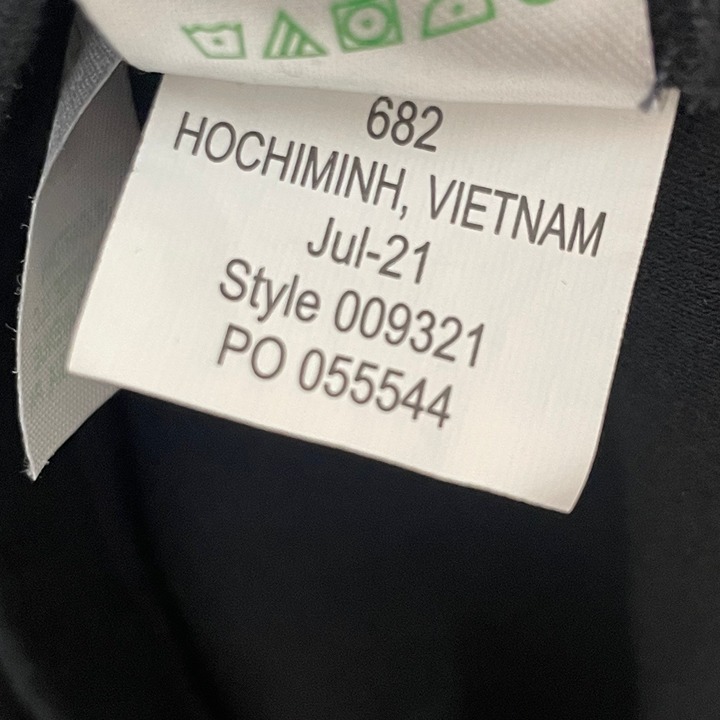 682
HOCHIMINH, VIETNAM
Jul-21
Style 009321
PO 055544